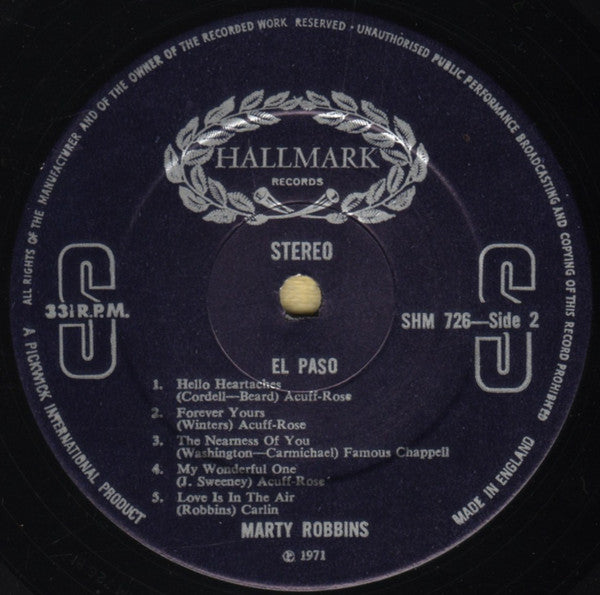 ALL RIGHTS OF THE MANUFACTURER AND OF THE OWNER OF THE RECORDED WORK RESERVED · UNAUTHORISED PUBLIC PERFORMANCE BROADCASTING AND COPYING OF THIS RECORD PROHIBITED
HALLMARK
RECORDS
STEREO
S
S
33⅓ R.P.M.
SHM 726—Side 2
EL PASO
1. Hello Heartaches
(Cordell—Beard) Acuff-Rose
2. Forever Yours
(Winters) Acuff-Rose
3. The Nearness Of You
(Washington—Carmichael) Famous Chappell
4. My Wonderful One
(J. Sweeney) Acuff-Rose
5. Love Is In The Air
(Robbins) Carlin
MARTY ROBBINS
℗ 1971
A PICKWICK INTERNATIONAL PRODUCT
MADE IN ENGLAND